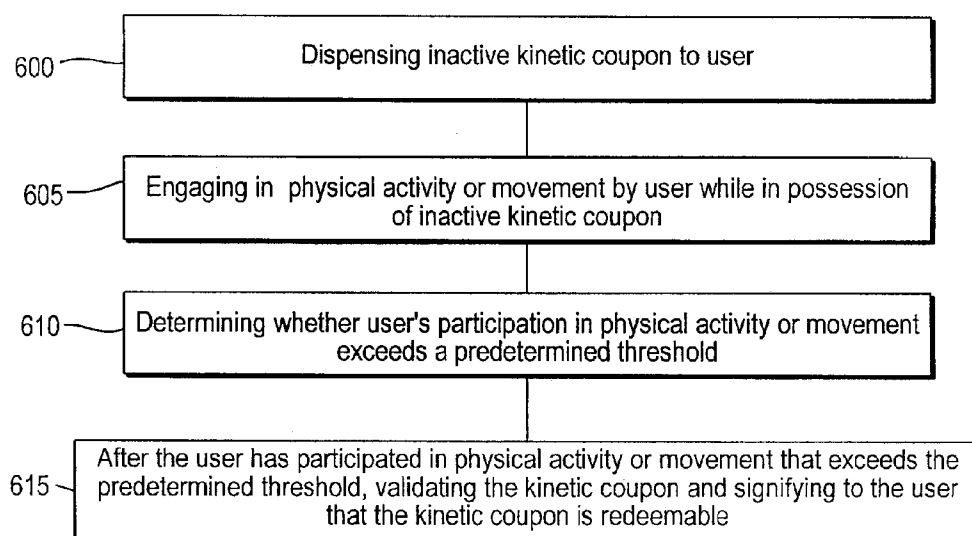 600
Dispensing inactive kinetic coupon to user
605
Engaging in physical activity or movement by user while in possession
of inactive kinetic coupon
610
Determining whether user's participation in physical activity or movement
exceeds a predetermined threshold
615
After the user has participated in physical activity or movement that exceeds the
predetermined threshold, validating the kinetic coupon and signifying to the user
that the kinetic coupon is redeemable